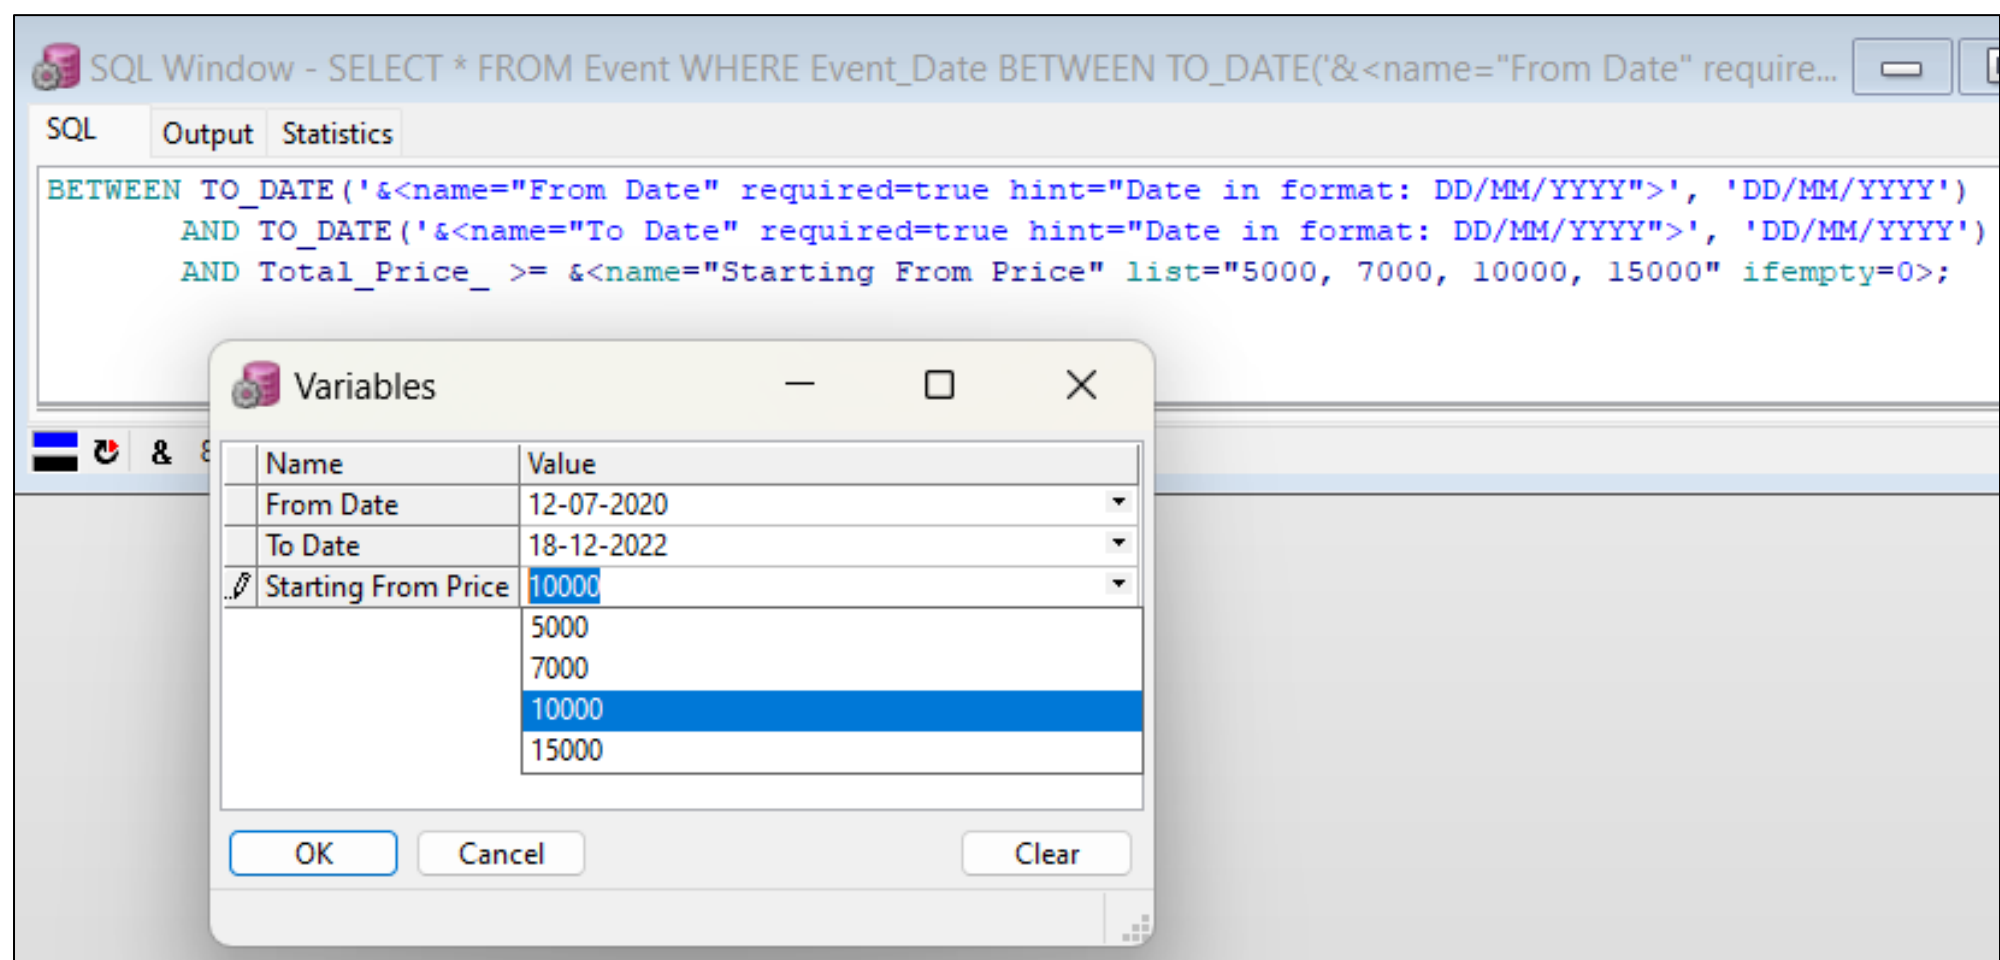 SQL Window - SELECT * FROM Event WHERE Event_Date BETWEEN TO_DATE('&<name="From Date" require...
SQL Output Statistics
BETWEEN TO_DATE('&<name="From Date" required=true hint="Date in format: DD/MM/YYYY">', 'DD/MM/YYYY')
AND TO_DATE('&<name="To Date" required=true hint="Date in format: DD/MM/YYYY">', 'DD/MM/YYYY')
AND Total_Price_ >= &<name="Starting From Price" list="5000, 7000, 10000, 15000" ifempty=0>;
Variables
&
Name Value
From Date 12-07-2020
To Date 18-12-2022
Starting From Price 10000
5000
7000
10000
15000
OK Cancel Clear